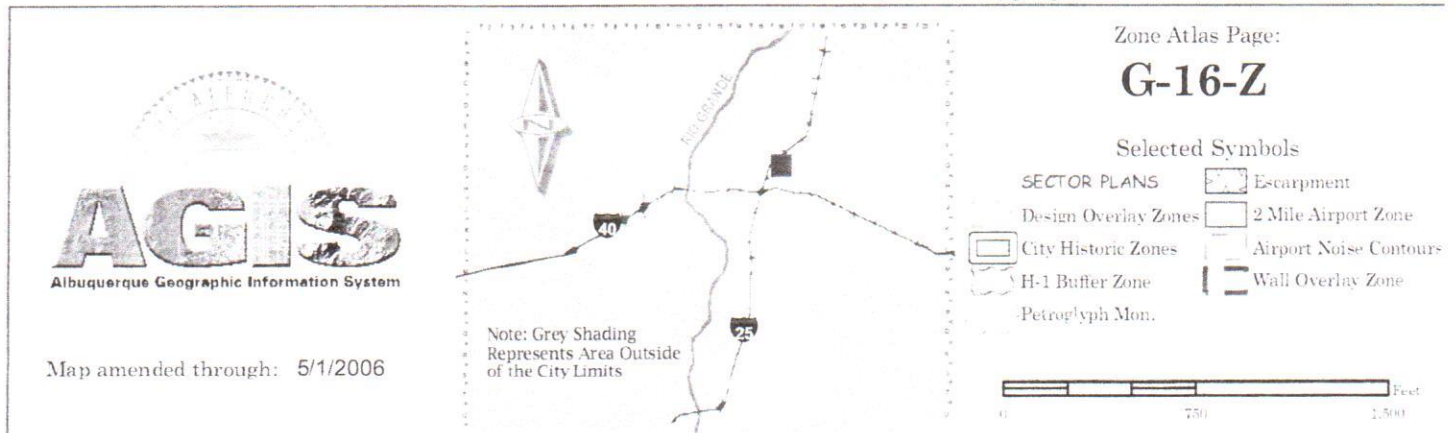 AGIS
Albuquerque Geographic Information System
Map amended through: 5/1/2006
RIO GRANDE
N
40
25
Note: Grey Shading
Represents Area Outside
of the City Limits
Zone Atlas Page:
G-16-Z
Selected Symbols
SECTOR PLANS
Escarpment
Design Overlay Zones
2 Mile Airport Zone
City Historic Zones
Airport Noise Contours
H-1 Buffer Zone
Wall Overlay Zone
Petroglyph Mon.
Feet
0 750 1,500